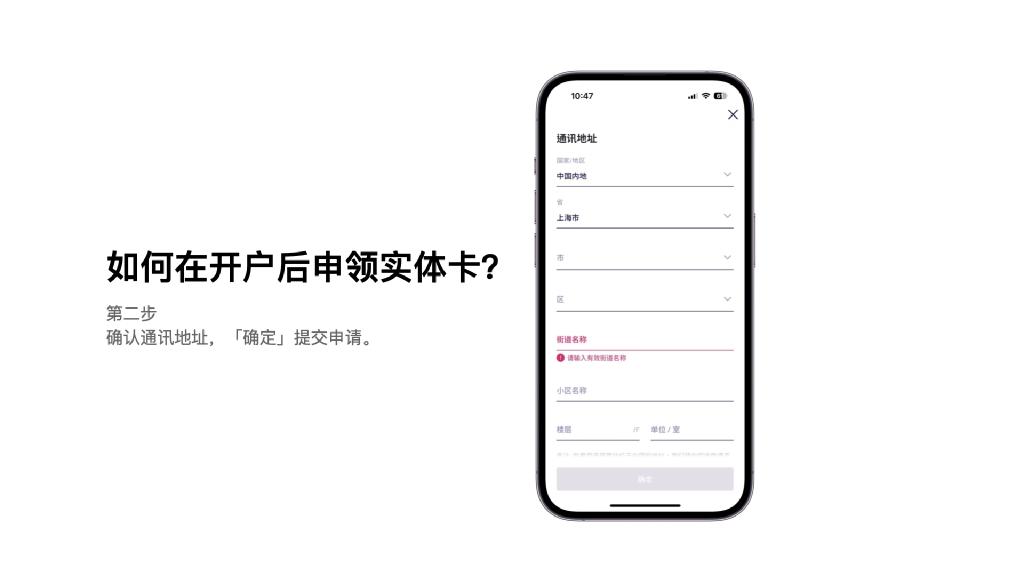 如何在开户后申领实体卡？
第二步
确认通讯地址，「确定」提交申请。
10:47
通讯地址
国家/地区
中国内地
省
上海市
市
区
街道名称
请输入有效街道名称
小区名称
楼层 /F 单位 / 室
确定